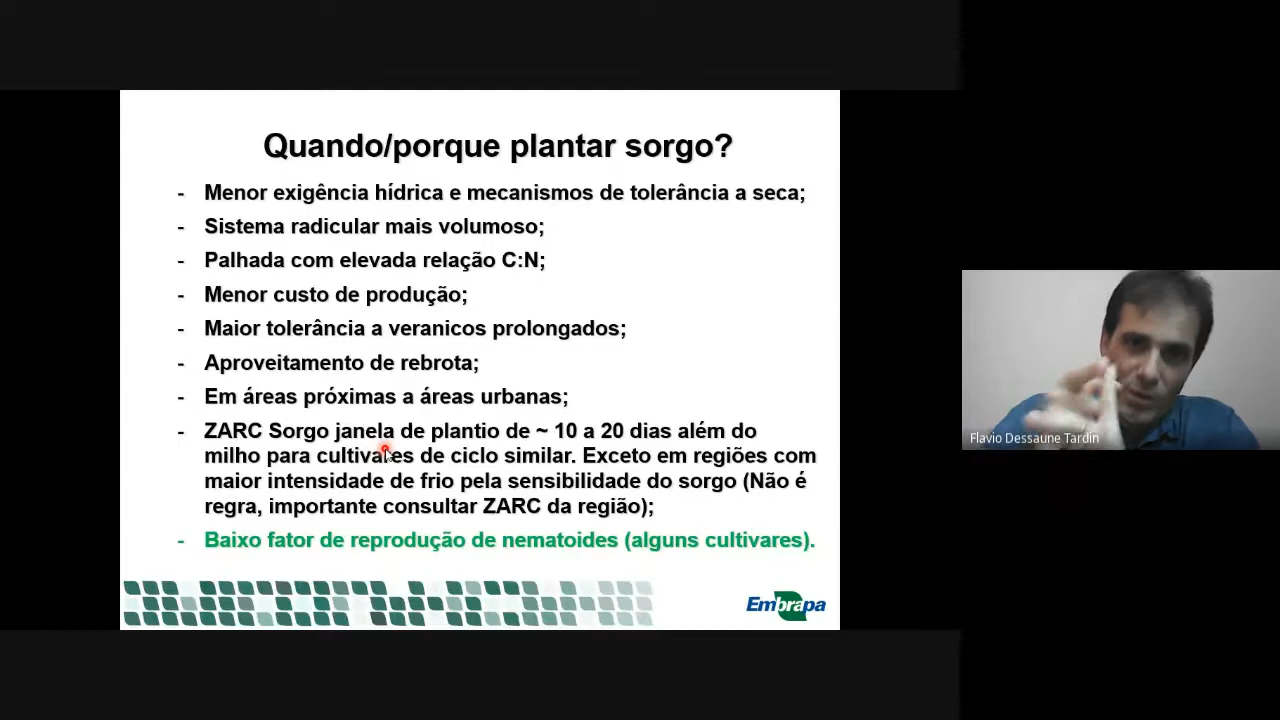 Quando/porque plantar sorgo?
- Menor exigência hídrica e mecanismos de tolerância a seca;
- Sistema radicular mais volumoso;
- Palhada com elevada relação C:N;
- Menor custo de produção;
- Maior tolerância a veranicos prolongados;
- Aproveitamento de rebrota;
- Em áreas próximas a áreas urbanas;
- ZARC Sorgo janela de plantio de ~ 10 a 20 dias além do
milho para cultivares de ciclo similar. Exceto em regiões com
maior intensidade de frio pela sensibilidade do sorgo (Não é
regra, importante consultar ZARC da região);
- Baixo fator de reprodução de nematoides (alguns cultivares).
Embrapa
Flavio Dessaune Tardin